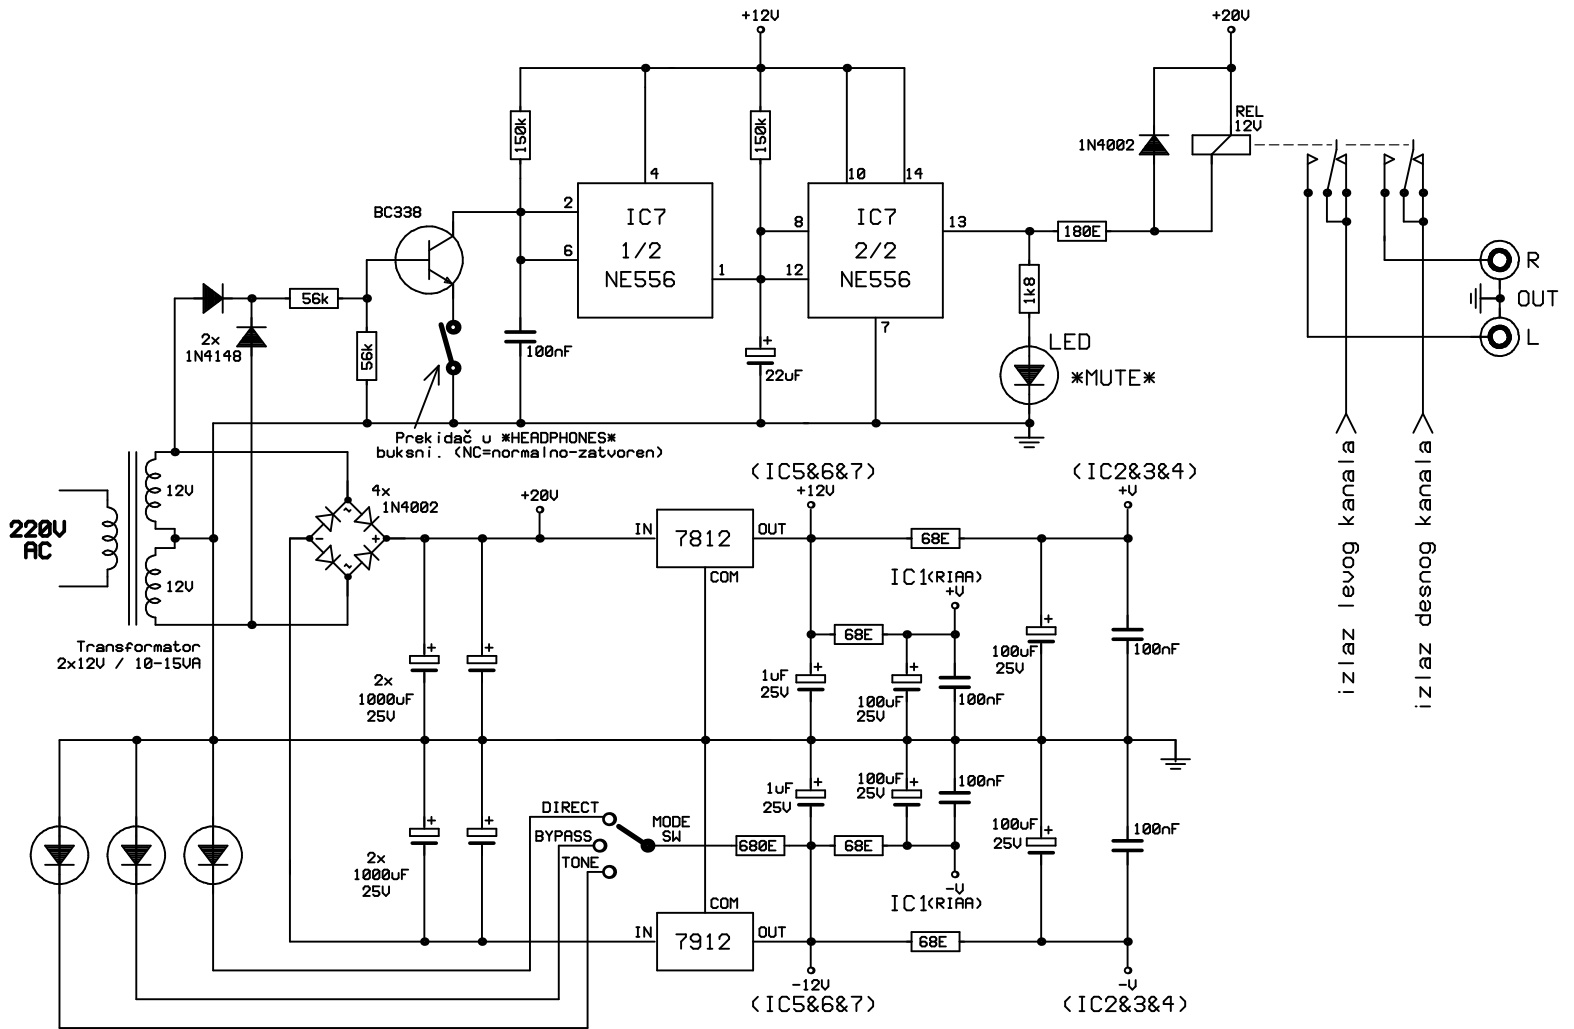 +12V
+20V
150k
150k
REL
12V
1N4002
4
10
14
BC338
2
IC7
IC7
8
13
180E
6
1/2
2/2
R
NE556
1
12
NE556
OUT
56k
1k8
2x
1N4148
7
L
56k
100nF
+
22uF
LED
*MUTE*
Prekidač u *HEADPHONES*
buksni. (NC=normalno-zatvoren)
izlaz levog kanala
izlaz desnog kanala
(IC5&6&7)
(IC2&3&4)
12V
4x
1N4002
+20V
+12V
+V
220V
AC
~
- +
~
IN
7812
OUT
68E
COM
12V
IC1(RIAA)
+V
Transformator
2x12V / 10-15VA
68E
+
+
2x
1000uF
25V
1uF
25V
+
100uF
25V
+
100nF
100uF
25V
+
100nF
1uF
25V
+
100uF
25V
+
100nF
DIRECT
BYPASS
TONE
MODE
SW
680E
68E
100uF
25V
+
100nF
+
+
2x
1000uF
25V
-V
IC1(RIAA)
COM
IN
7912
OUT
68E
-12V
(IC5&6&7)
-V
(IC2&3&4)